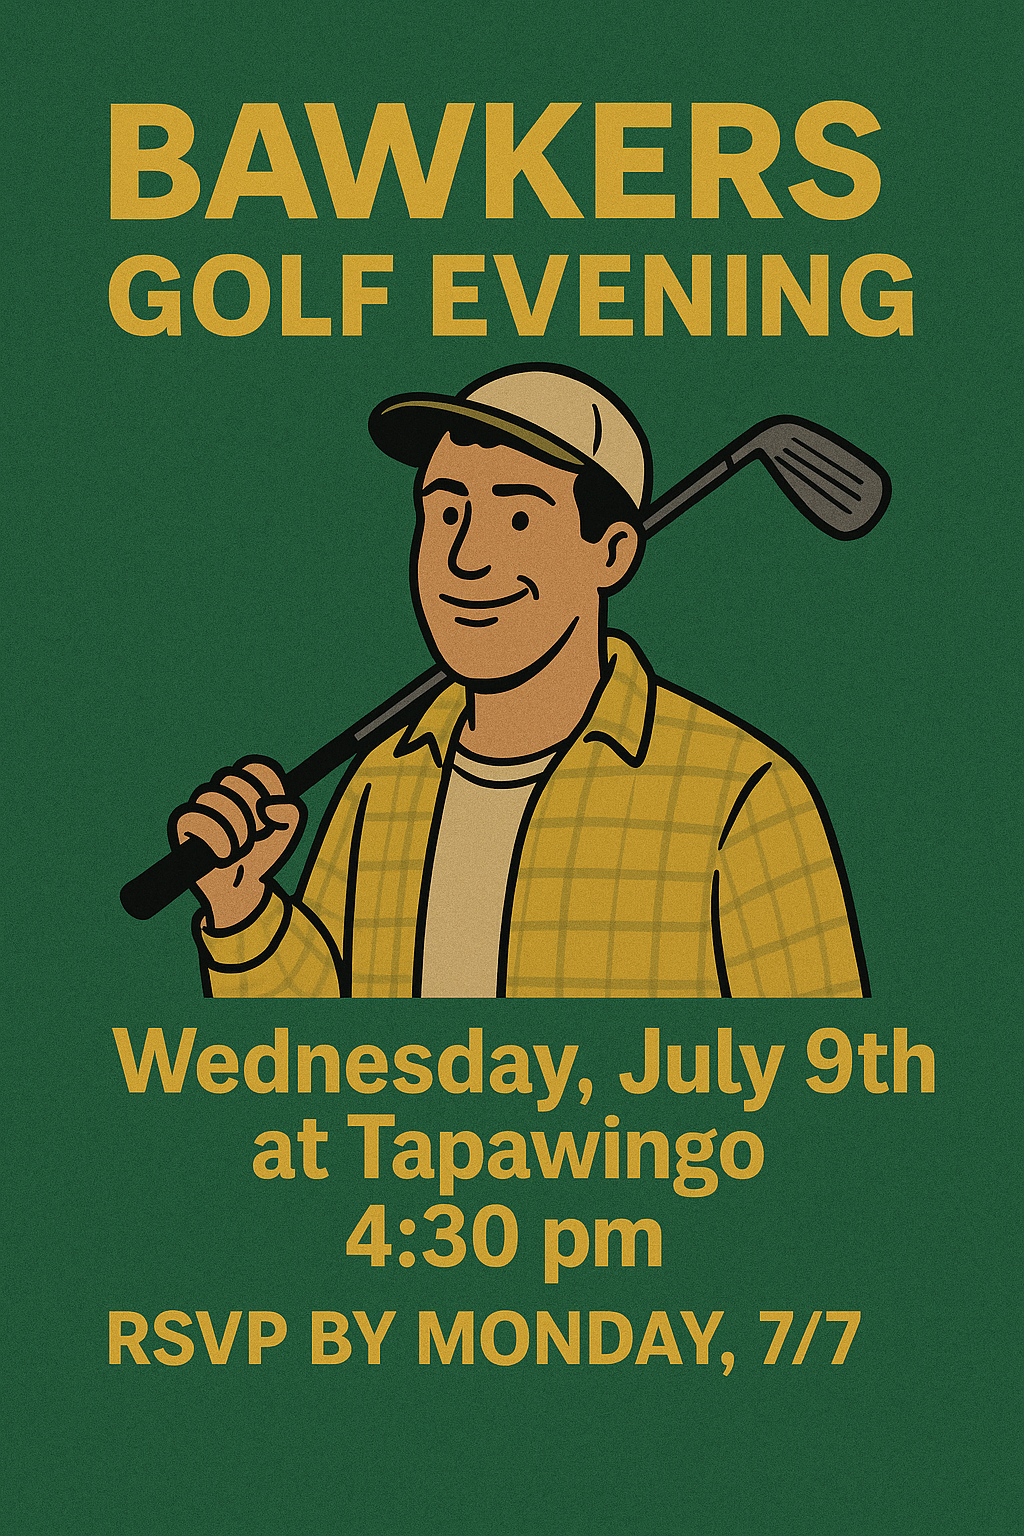 BAWKERS
GOLF EVENING
Wednesday, July 9th
at Tapawingo
4:30 pm
RSVP BY MONDAY, 7/7